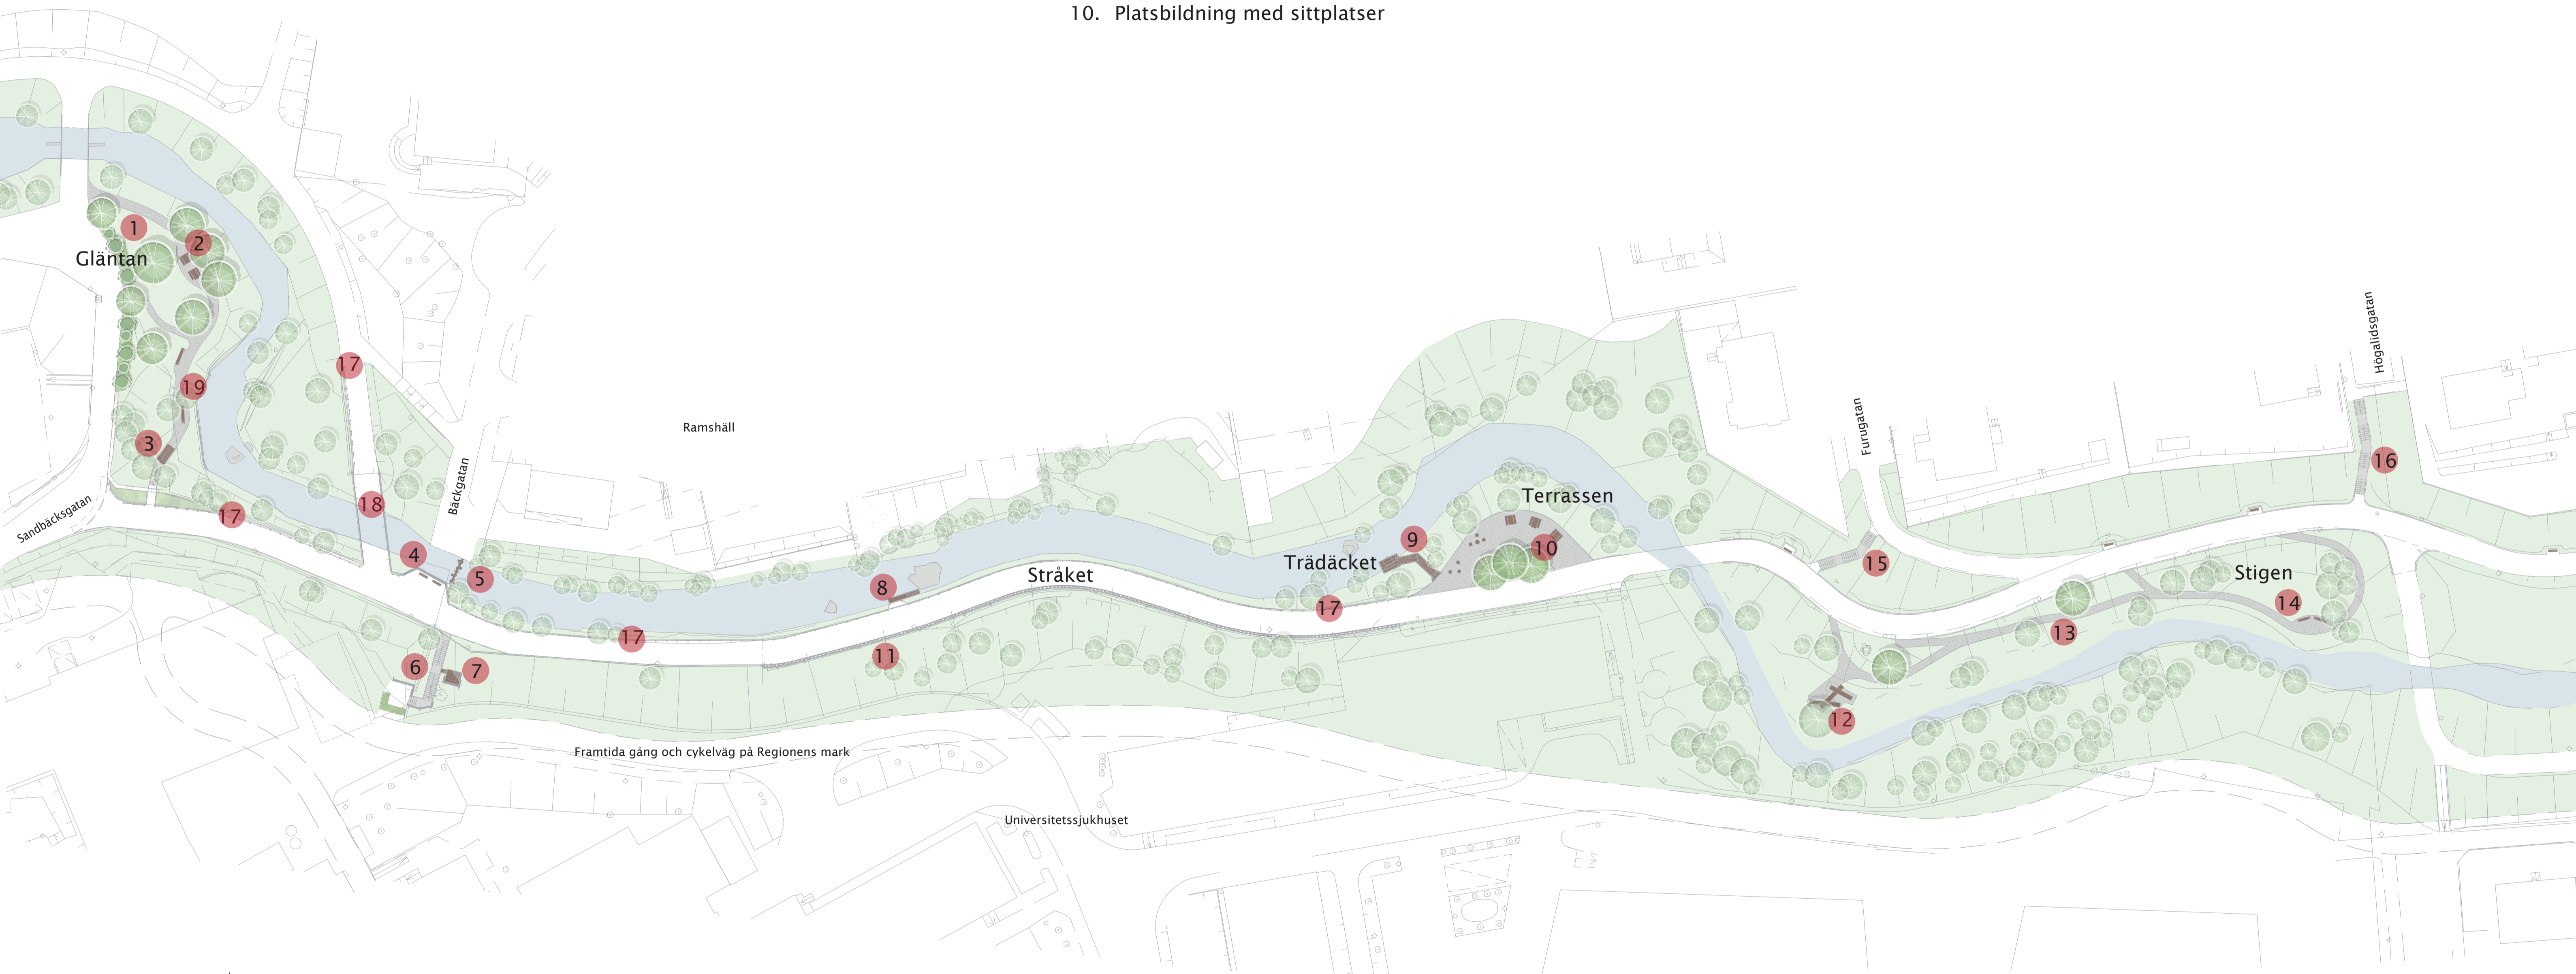 10. Platsbildning med sittplatser
1
2
Gläntan
Högalidsgatan
17
19
Furugatan
Ramshäll
3
16
Bäckgatan
Terrassen
18
17
Sandbäcksgatan
9
10
4
Trädäcket
15
Stigen
5
Stråket
8
14
17
13
17
11
6
7
12
Framtida gång och cykelväg på Regionens mark
Universitetssjukhuset